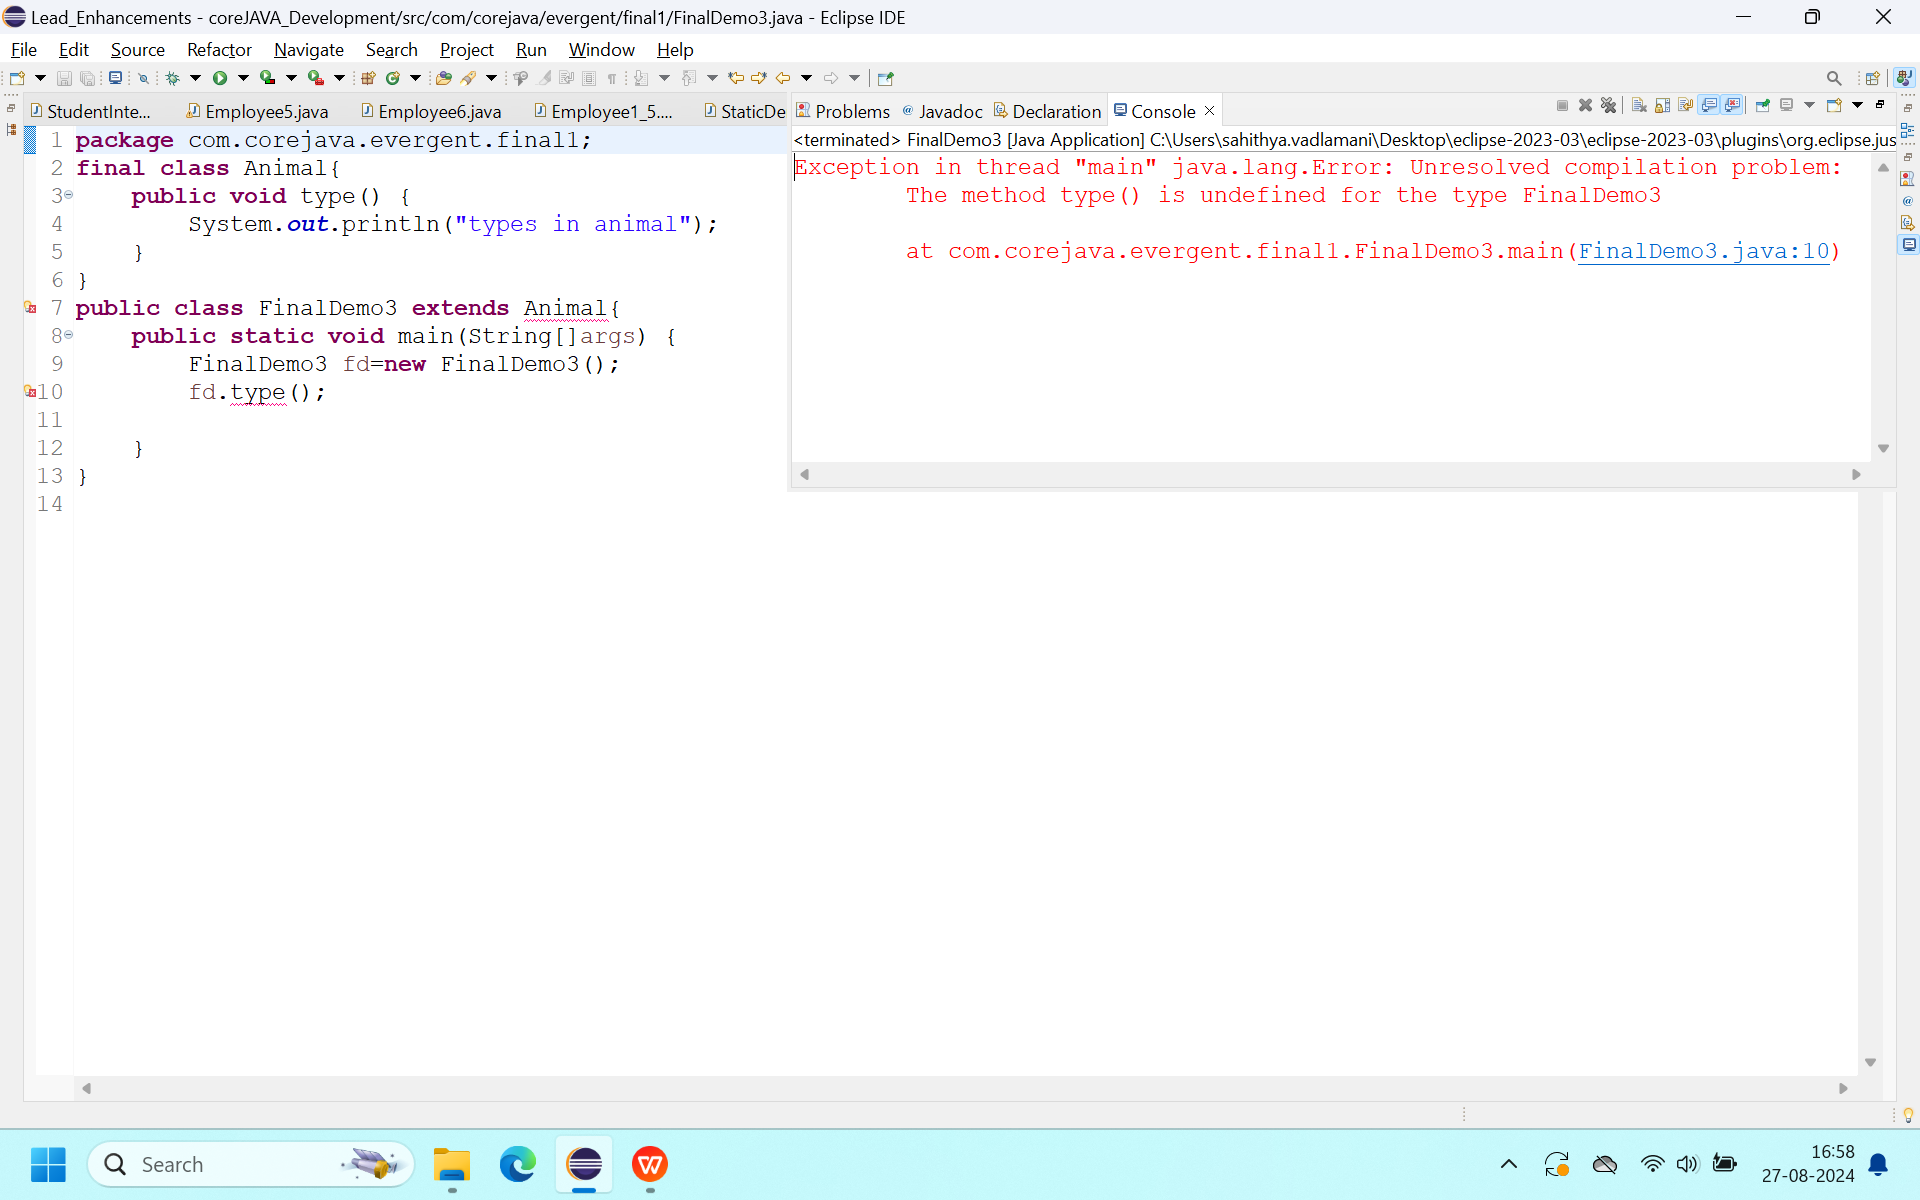 Lead_Enhancements - coreJAVA_Development/src/com/corejava/evergent/final1/FinalDemo3.java - Eclipse IDE
File Edit Source Refactor Navigate Search Project Run Window Help
StudentInte... Employee5.java Employee6.java Employee1_5.... StaticDe
Problems Javadoc Declaration Console
<terminated> FinalDemo3 [Java Application] C:\Users\sahithya.vadlamani\Desktop\eclipse-2023-03\eclipse-2023-03\plugins\org.eclipse.jus
1 package com.corejava.evergent.final1;
2 final class Animal{
3 public void type() {
4 System.out.println("types in animal");
5 }
6 }
7 public class FinalDemo3 extends Animal{
8 public static void main(String[]args) {
9 FinalDemo3 fd=new FinalDemo3();
10 fd.type();
11
12 }
13 }
14
Exception in thread "main" java.lang.Error: Unresolved compilation problem:
The method type() is undefined for the type FinalDemo3
at com.corejava.evergent.final1.FinalDemo3.main(FinalDemo3.java:10)
Search
16:58
27-08-2024